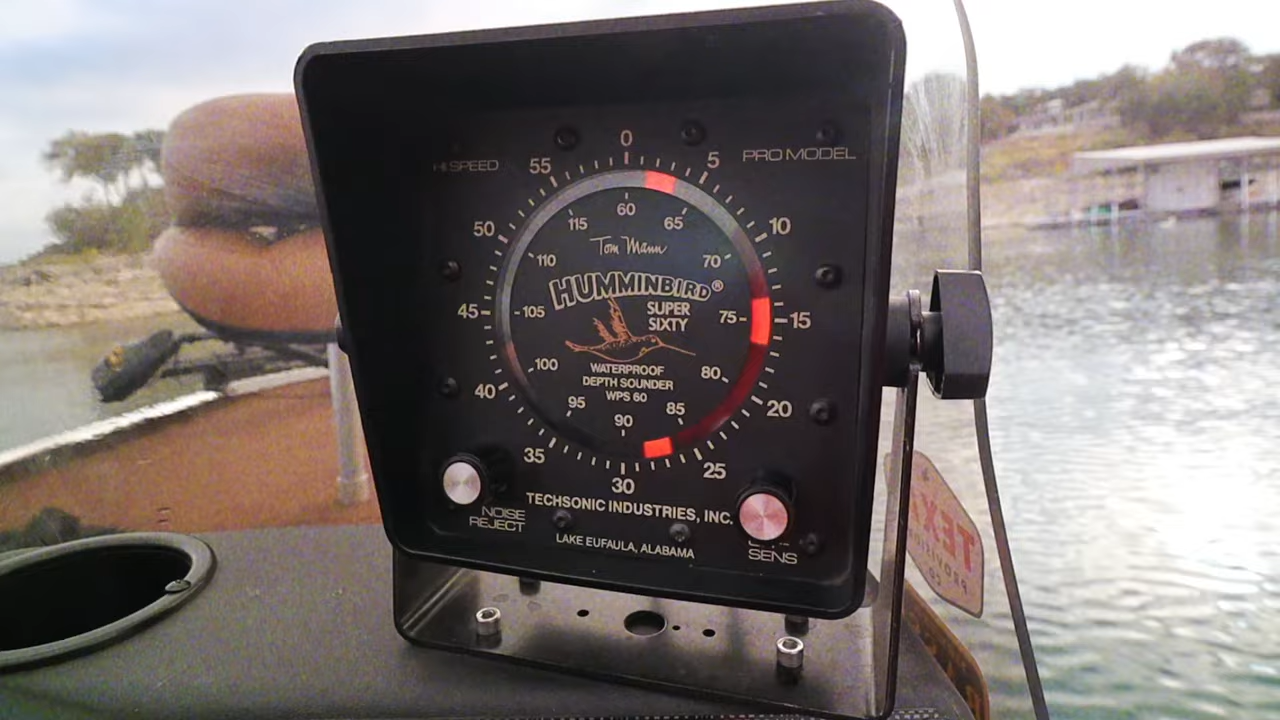 HI SPEED
PRO MODEL
0
5
10
15
20
25
30
35
40
45
50
55
60
65
70
75
80
85
90
95
100
105
110
115
Tom Mann
HUMMINBIRD®
SUPER
SIXTY
WATERPROOF
DEPTH SOUNDER
WPS 60
TECHSONIC INDUSTRIES, INC.
LAKE EUFAULA, ALABAMA
NOISE
REJECT
SENS